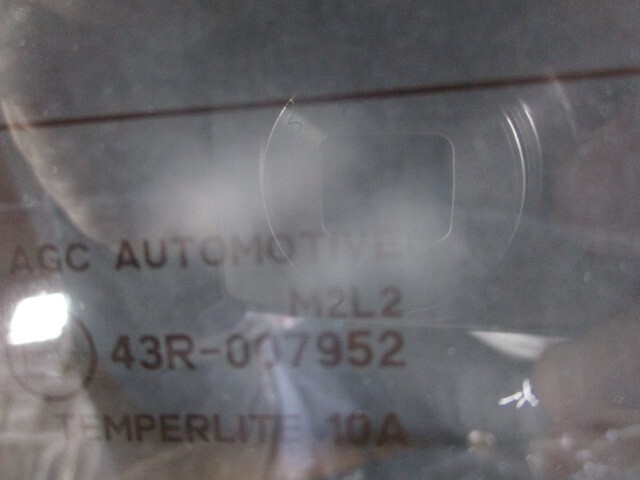 AGC AUTOMOTIVE
M2L2
43R-007952
TEMPERLITE 10A